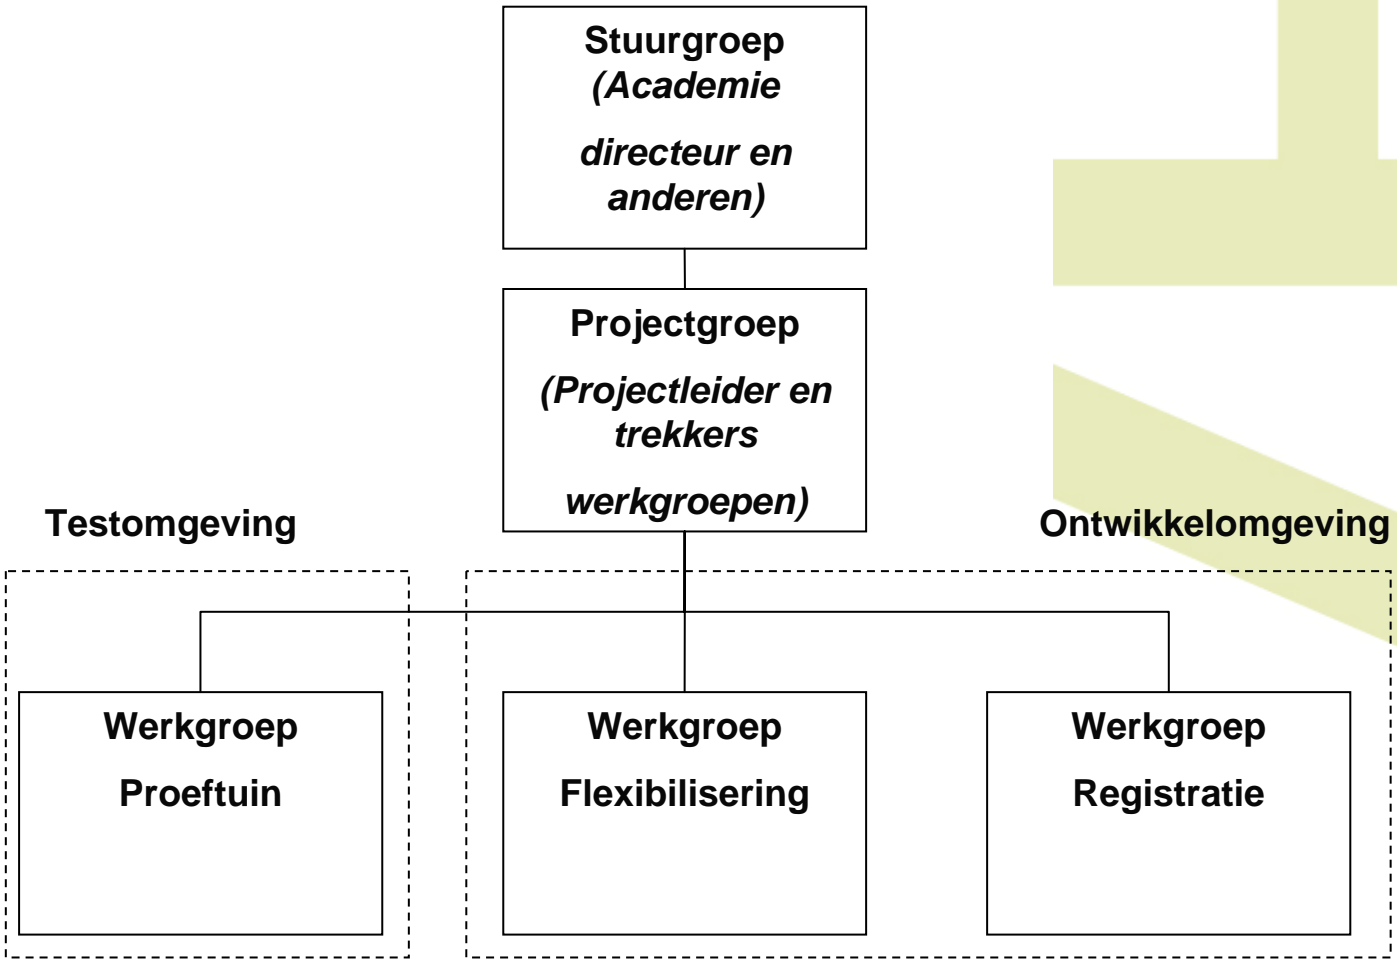 Stuurgroep
(Academie
directeur en
anderen)
Projectgroep
(Projectleider en
trekkers
werkgroepen)
Testomgeving
Ontwikkelomgeving
Werkgroep
Proeftuin
Werkgroep
Flexibilisering
Werkgroep
Registratie